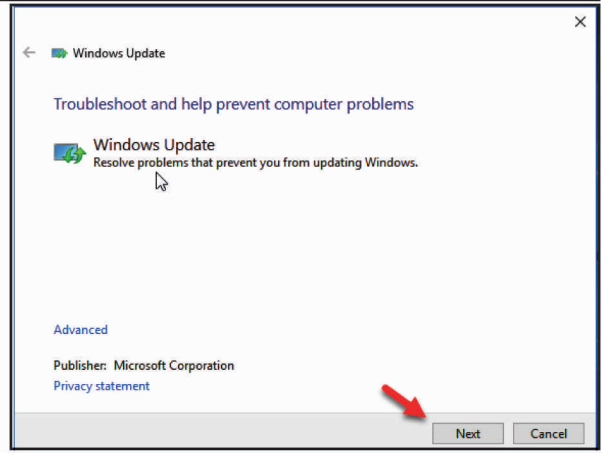 Windows Update
Troubleshoot and help prevent computer problems
Windows Update
Resolve problems that prevent you from updating Windows.
Advanced
Publisher: Microsoft Corporation
Privacy statement
Next Cancel